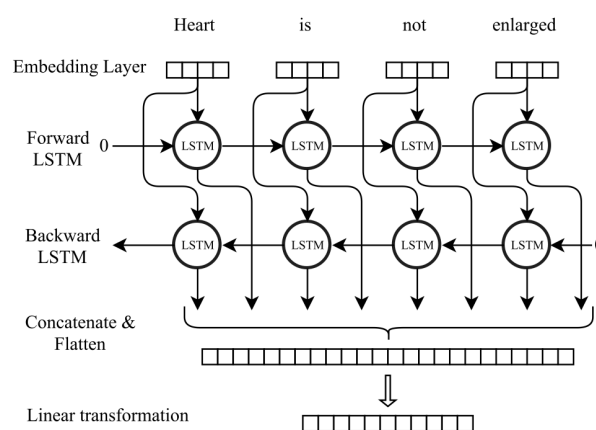 Heart is not enlarged
Embedding Layer
Forward
LSTM
0
LSTM LSTM LSTM LSTM
Backward
LSTM
LSTM LSTM LSTM LSTM
Concatenate &
Flatten
Linear transformation